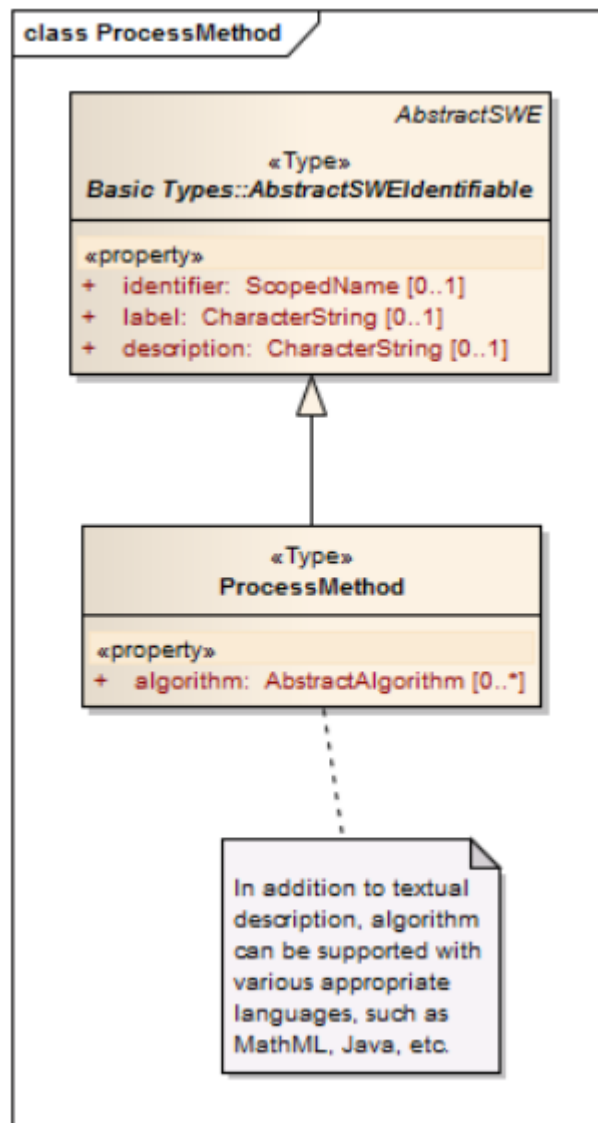 class ProcessMethod
AbstractSWE
«Type»
Basic Types::AbstractSWEIdentifiable
«property»
+ identifier: ScopedName [0..1]
+ label: CharacterString [0..1]
+ description: CharacterString [0..1]
«Type»
ProcessMethod
«property»
+ algorithm: AbstractAlgorithm [0..*]
In addition to textual
description, algorithm
can be supported with
various appropriate
languages, such as
MathML, Java, etc.